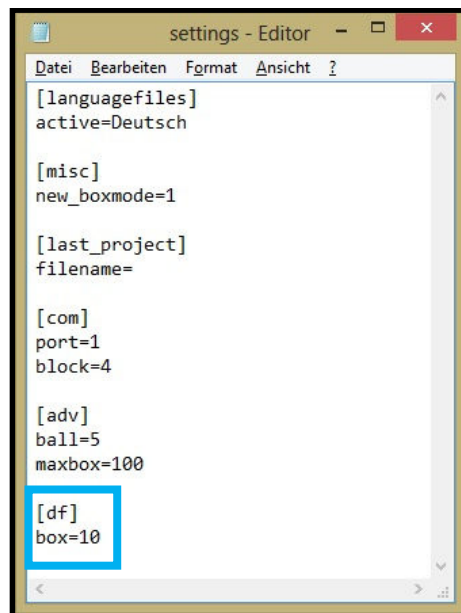 settings - Editor
Datei Bearbeiten Format Ansicht ?
[languagefiles]
active=Deutsch
[misc]
new_boxmode=1
[last_project]
filename=
[com]
port=1
block=4
[adv]
ball=5
maxbox=100
[df]
box=10